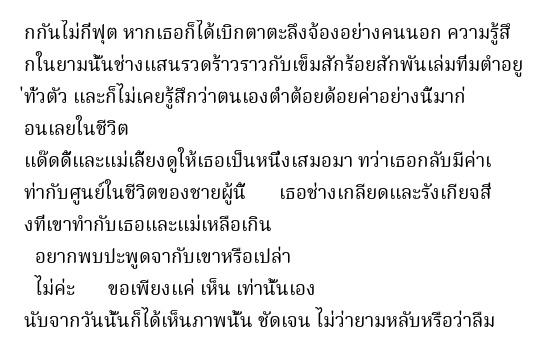 กกันไม่กีฟุต หากเธอก็ได้เบิกตาตะลึงจ้องอย่างคนนอก ความรู้สึ
กในยามนั้นช่างแสนรวดร้าวราวกับเข็มสักร้อยสักพันเล่มทีมตำอยู
่ทั่วตัว และก็ไม่เคยรู้สึกว่าตนเองต่ำต้อยด้อยค่าอย่างนี้มาก่
อนเลยในชีวิต
แด๊ดดี้และแม่เลี้ยงดูให้เธอเป็นหนึ่งเสมอมา ทว่าเธอกลับมีค่าเ
ท่ากับศูนย์ในชีวิตของชายผู้นี้ เธอช่างเกลียดและรังเกียจสิ่
งที่เขาทำกับเธอและแม่เหลือเกิน
อยากพบปะพูดจากับเขาหรือเปล่า
ไม่ค่ะ ขอเพียงแค่ เห็น เท่านั้นเอง
นับจากวันนั้นก็ได้เห็นภาพนั้น ชัดเจน ไม่ว่ายามหลับหรือว่าลืม